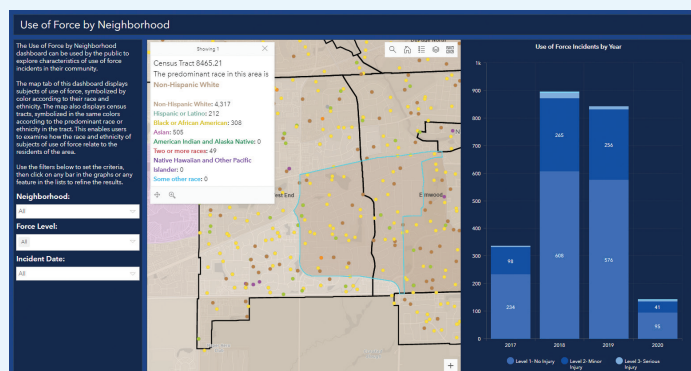 Use of Force by Neighborhood
The Use of Force by Neighborhood
dashboard can be used by the public to
explore characteristics of use of force
incidents in their community.
The map tab of this dashboard displays
subjects of use of force, symbolized by
color according to their race and
ethnicity. The map also displays census
tracts, symbolized in the same colors
according to the predominant race or
ethnicity in the tract. This enables users
to examine how the race and ethnicity of
subjects of use of force relate to the
residents of the area.
Use the filters below to set the criteria,
then click on any bar in the graphs or any
feature in the lists to refine the results.
Neighborhood:
All
Force Level:
All
Incident Date:
All
Showing 1
Census Tract 8465.21
The predominant race in this area is
Non-Hispanic White
Non-Hispanic White: 4,317
Hispanic or Latino: 212
Black or African American: 308
Asian: 505
American Indian and Alaska Native: 0
Two or more races: 49
Native Hawaiian and Other Pacific
Islander: 0
Some other race: 0
est End
E mwood
Use of Force Incidents by Year
1k
900
800
700
600
500
400
300
200
100
0
98
234
265
608
256
576
41
95
2017
2018
2019
2020
Level 1- No Injury
Level 2- Minor
Injury
Level 3- Serious
Injury